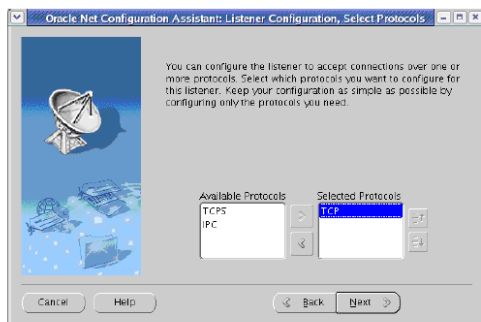 Oracle Net Configuration Assistant: Listener Configuration, Select Protocols
You can configure the listener to accept connections over one or
more protocols. Select which protocols you want to configure for
this listener. Keep your configuration as simple as possible by
configuring only the protocols you need.
Available Protocols
Selected Protocols
TCPS
IPC
TCP
Cancel
Help
Back
Next